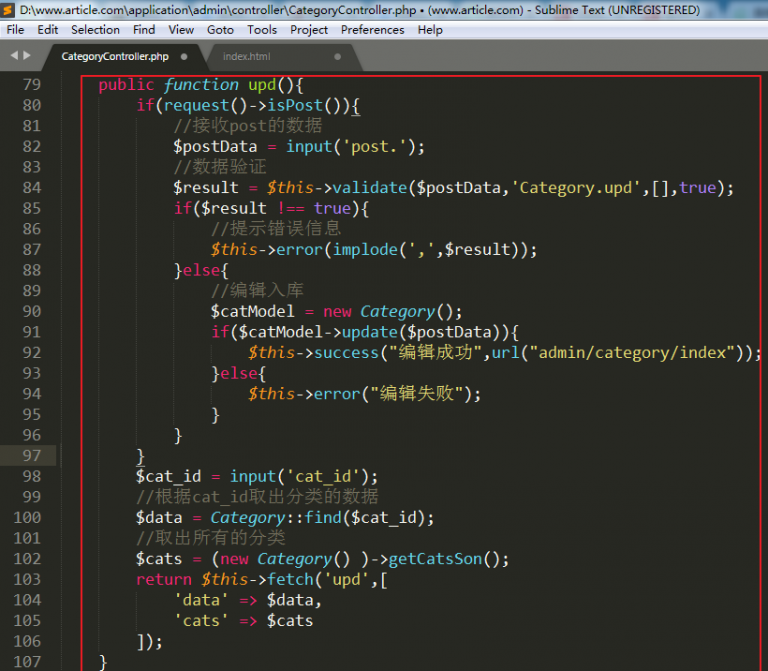 D:\www.article.com\application\admin\controller\CategoryController.php • (www.article.com) - Sublime Text (UNREGISTERED)
File Edit Selection Find View Goto Tools Project Preferences Help
CategoryController.php index.html
79 public function upd(){
80 if(request()->isPost()){
81 //接收post的数据
82 $postData = input('post.');
83 //数据验证
84 $result = $this->validate($postData,'Category.upd',[],true);
85 if($result !== true){
86 //提示错误信息
87 $this->error(implode(',',$result));
88 }else{
89 //编辑入库
90 $catModel = new Category();
91 if($catModel->update($postData)){
92 $this->success("编辑成功",url("admin/category/index"));
93 }else{
94 $this->error("编辑失败");
95 }
96 }
97 }
98 $cat_id = input('cat_id');
99 //根据cat_id取出分类的数据
100 $data = Category::find($cat_id);
101 //取出所有的分类
102 $cats = (new Category() )->getCatsSon();
103 return $this->fetch('upd',[
104 'data' => $data,
105 'cats' => $cats
106 ]);
107 }